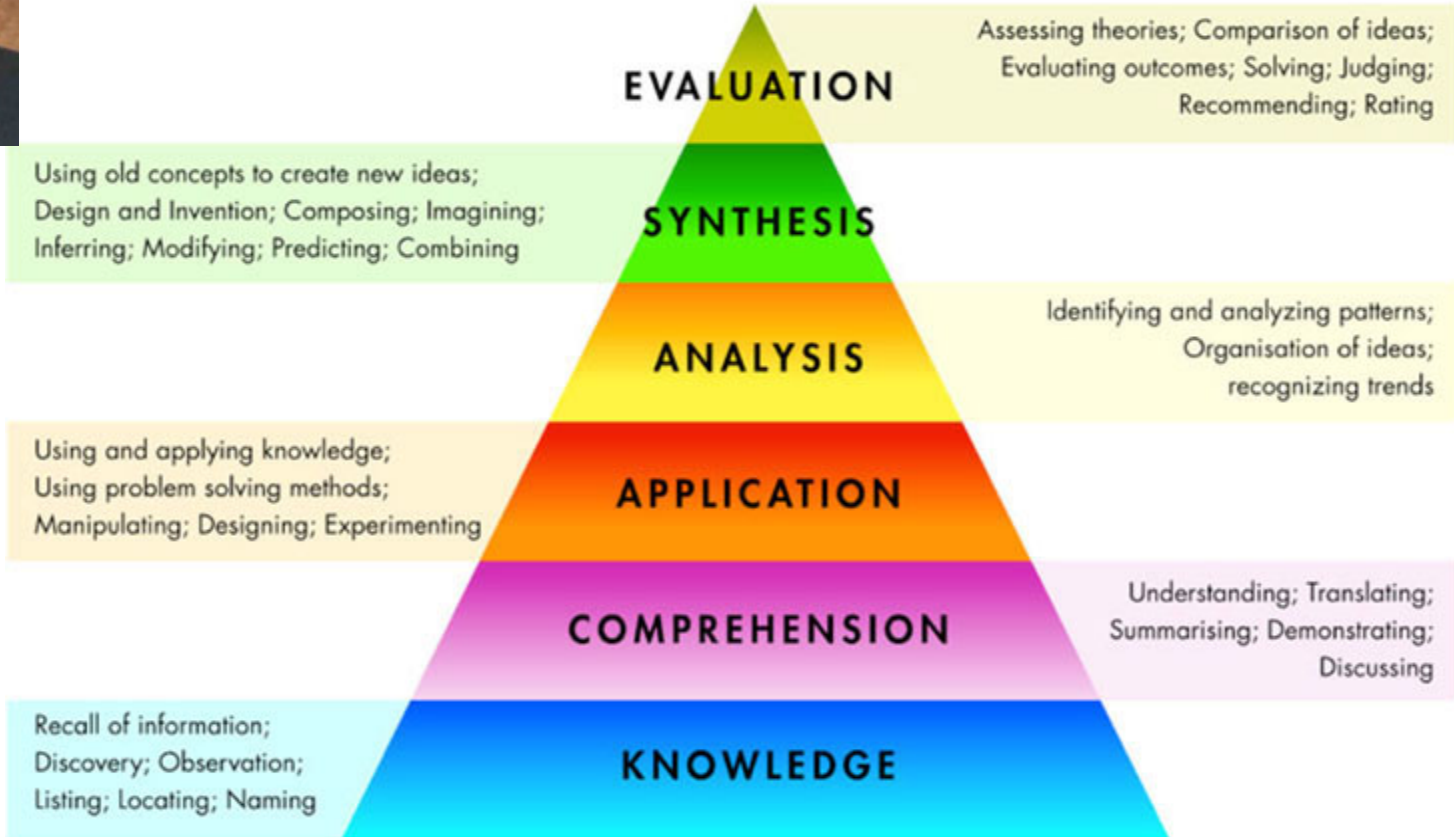 EVALUATION
Assessing theories; Comparison of ideas;
Evaluating outcomes; Solving; Judging;
Recommending; Rating
Using old concepts to create new ideas;
Design and Invention; Composing; Imagining;
Inferring; Modifying; Predicting; Combining
SYNTHESIS
ANALYSIS
Identifying and analyzing patterns;
Organisation of ideas;
recognizing trends
Using and applying knowledge;
Using problem solving methods;
Manipulating; Designing; Experimenting
APPLICATION
COMPREHENSION
Understanding; Translating;
Summarising; Demonstrating;
Discussing
Recall of information;
Discovery; Observation;
Listing; Locating; Naming
KNOWLEDGE